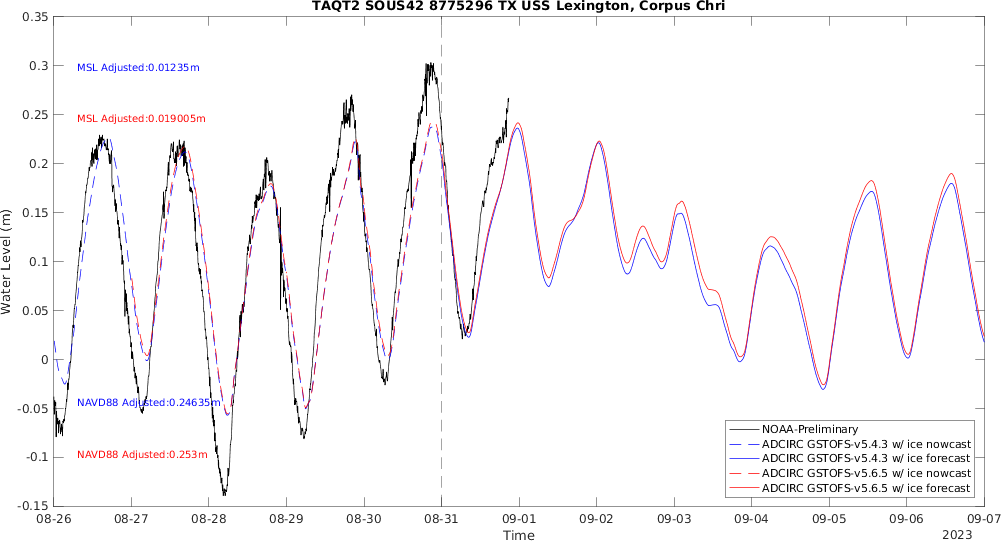 TAQT2 SOUS42 8775296 TX USS Lexington, Corpus Chri
0.35
0.3
0.25
0.2
0.15
0.1
0.05
0
-0.05
-0.1
-0.15
Water Level (m)
MSL Adjusted:0.01235m
MSL Adjusted:0.019005m
NAVD88 Adjusted:0.24635m
NAVD88 Adjusted:0.253m
NOAA-Preliminary
ADCIRC GSTOFS-v5.4.3 w/ ice nowcast
ADCIRC GSTOFS-v5.4.3 w/ ice forecast
ADCIRC GSTOFS-v5.6.5 w/ ice nowcast
ADCIRC GSTOFS-v5.6.5 w/ ice forecast
08-26 08-27 08-28 08-29 08-30 08-31 09-01 09-02 09-03 09-04 09-05 09-06 09-07
Time
2023